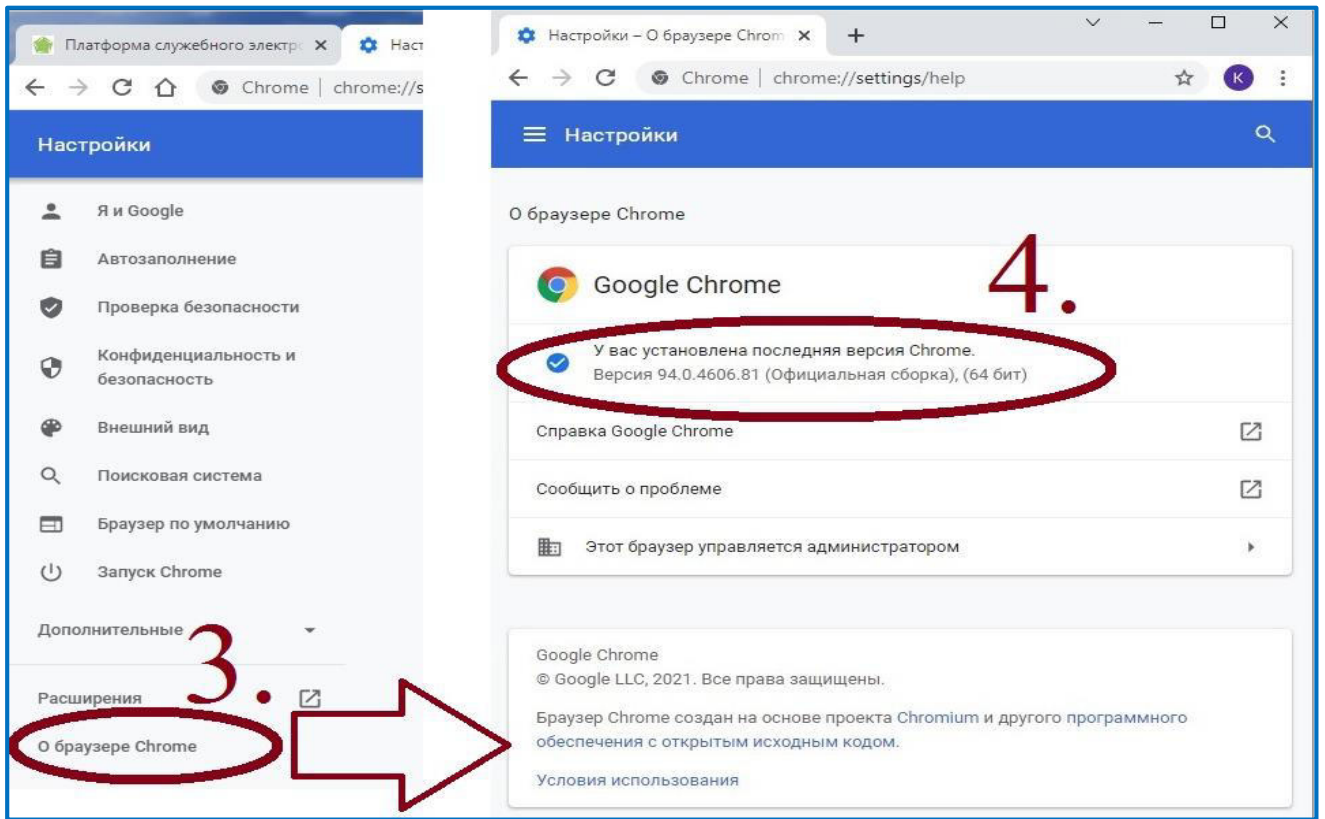 Платформа служебного электр
Наст
Chrome | chrome://s
Настройки
Я и Google
Автозаполнение
Проверка безопасности
Конфиденциальность и
безопасность
Внешний вид
Поисковая система
Браузер по умолчанию
Запуск Chrome
Дополнительные
3.
Расширения
О браузере Chrome
Настройки – О браузере Chrom
Chrome | chrome://settings/help
K
Настройки
О браузере Chrome
4.
Google Chrome
У вас установлена последняя версия Chrome.
Версия 94.0.4606.81 (Официальная сборка), (64 бит)
Справка Google Chrome
Сообщить о проблеме
Этот браузер управляется администратором
Google Chrome
© Google LLC, 2021. Все права защищены.
Браузер Chrome создан на основе проекта Chromium и другого программного
обеспечения с открытым исходным кодом.
Условия использования